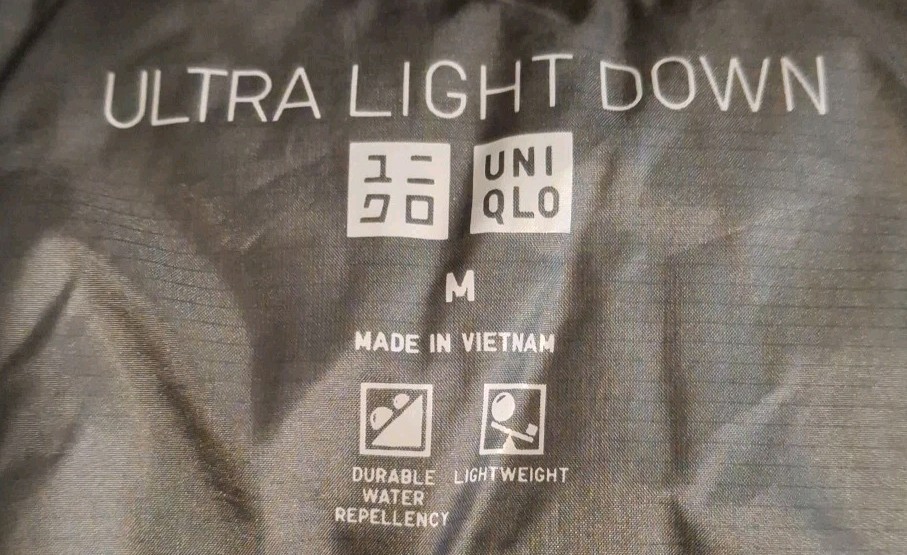 ULTRA LIGHT DOWN
ユニ
クロ
UNI
QLO
M
MADE IN VIETNAM
DURABLE
WATER
REPELLENCY
LIGHTWEIGHT